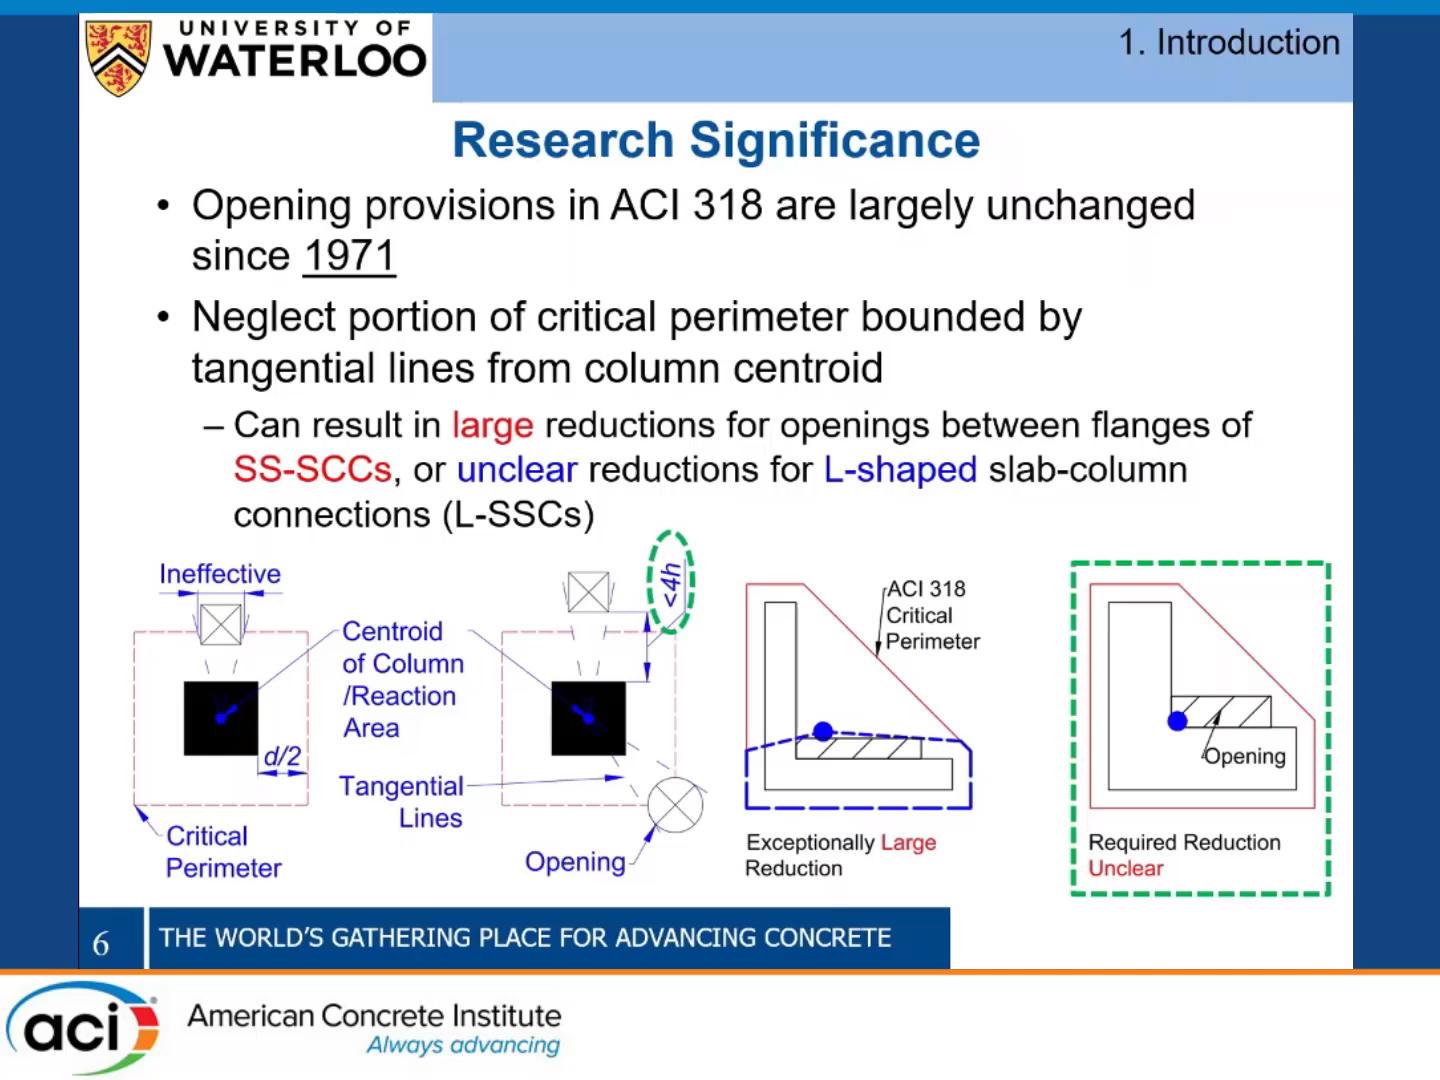 UNIVERSITY OF
WATERLOO
1. Introduction
Research Significance
• Opening provisions in ACI 318 are largely unchanged
since 1971
• Neglect portion of critical perimeter bounded by
tangential lines from column centroid
– Can result in large reductions for openings between flanges of
SS-SCCs, or unclear reductions for L-shaped slab-column
connections (L-SSCs)
Ineffective
Centroid
of Column
/Reaction
Area
d/2
Critical
Perimeter
<4h
Tangential
Lines
Opening
ACI 318
Critical
Perimeter
Exceptionally Large
Reduction
Opening
Required Reduction
Unclear
6
THE WORLD'S GATHERING PLACE FOR ADVANCING CONCRETE
aci
American Concrete Institute
Always advancing